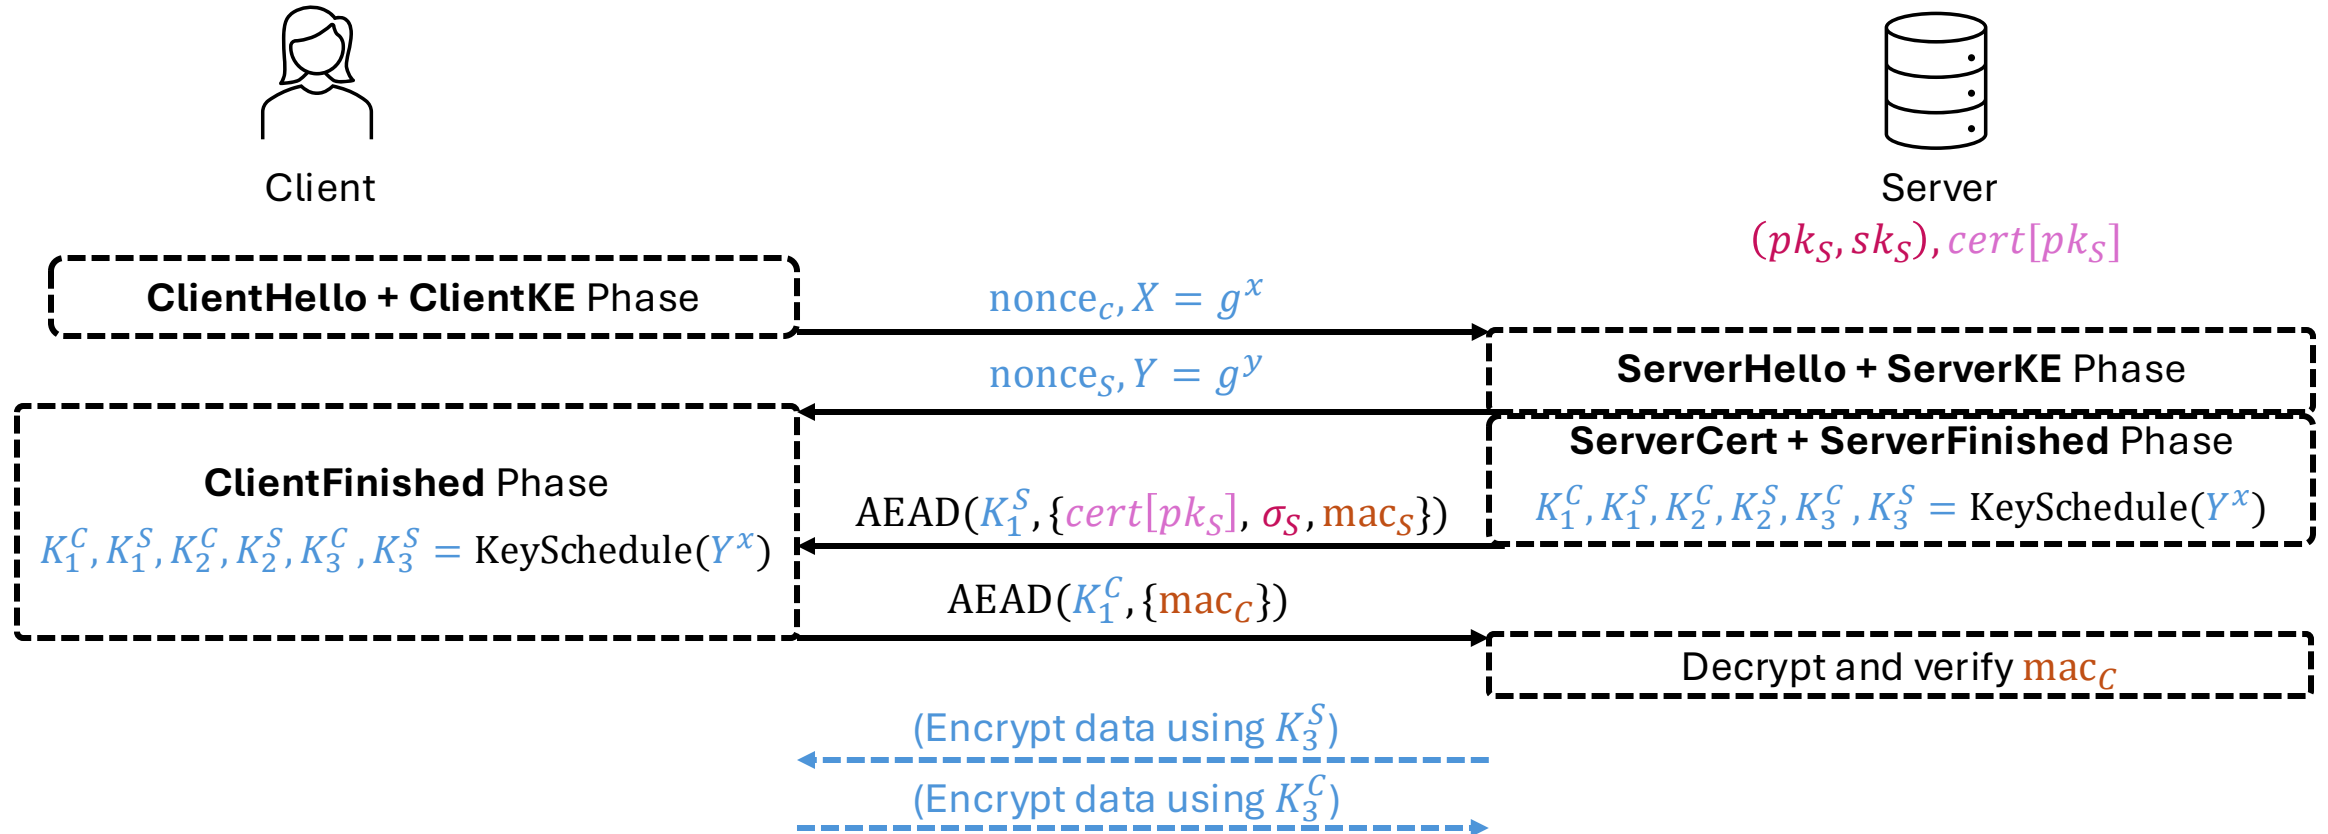 Client
Server
(pk_S, sk_S), cert[pk_S]
ClientHello + ClientKE Phase
nonce_c, X = g^x
ServerHello + ServerKE Phase
nonce_S, Y = g^y
ServerCert + ServerFinished Phase
K_1^C, K_1^S, K_2^C, K_2^S, K_3^C, K_3^S = KeySchedule(Y^x)
ClientFinished Phase
K_1^C, K_1^S, K_2^C, K_2^S, K_3^C, K_3^S = KeySchedule(Y^x)
AEAD(K_1^S, {cert[pk_S], σ_S, mac_S})
AEAD(K_1^C, {mac_C})
Decrypt and verify mac_C
(Encrypt data using K_3^S)
(Encrypt data using K_3^C)